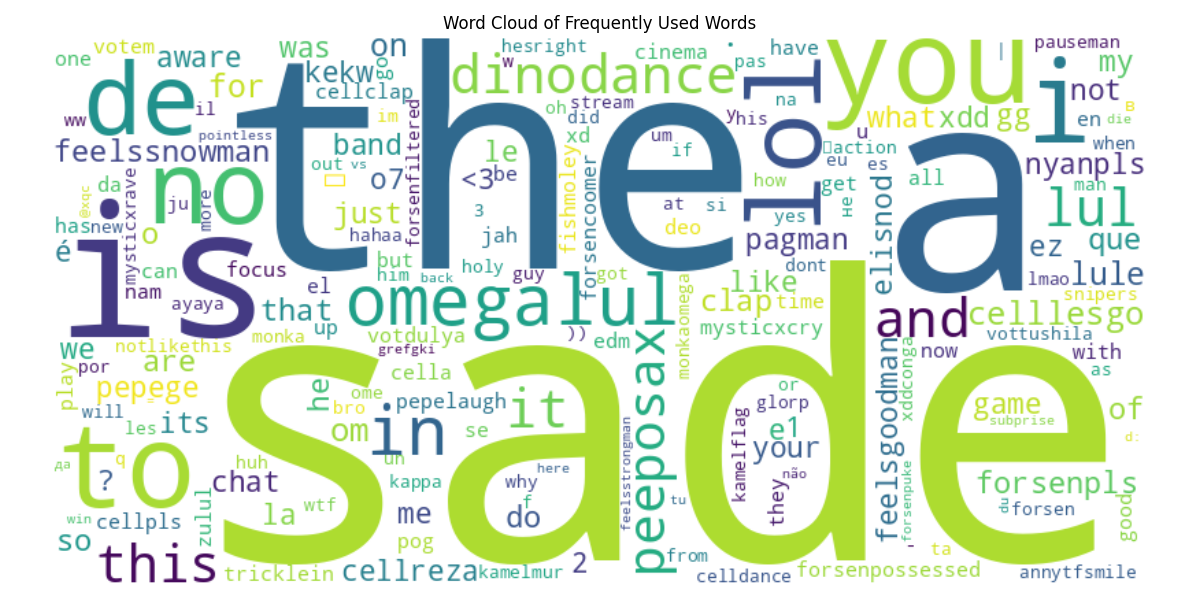 Word Cloud of Frequently Used Words
one votem aware was on hesright w cinema • have | pauseman
kekw go dinodance pas you my
de for cellclap the lol na i not B
ww il im oh stream did y his what xdd gg en die
pointless xd um if u action when
feelssnowman band le eu es nyanpls
out vs o7 <3 be fishmoley how get all man
da no forsenfiltered forsencoomer at si yes не a
@xqc mysticxrave ju more just 3 deo elisnod lul
has new hahaa jah pagman ez que
é o is but holy guy got dont lmao lule
can focus him back like snipers
nam ayaya el omegalul monkaomega clap time
that up )) mysticxcry and celllesgo
monka votdulya edm vottushila
we notlikethis grefgki now with
por are cella or as
play pepege he ome pepelaugh it peeposax glorp feelsgoodman xddconga game of
will = bro e1 subprise
les its om in se kamelflag your d:
да q huh uh here não
to ? chat kappa why tu they forsenpuke forsenpls
zulul la wtf f feelsstrongman du forsen good
win cellpls me do sade
so pog from - ta
this tricklein cellreza kamelmur 2 celldance forsenpossessed annytfsmile